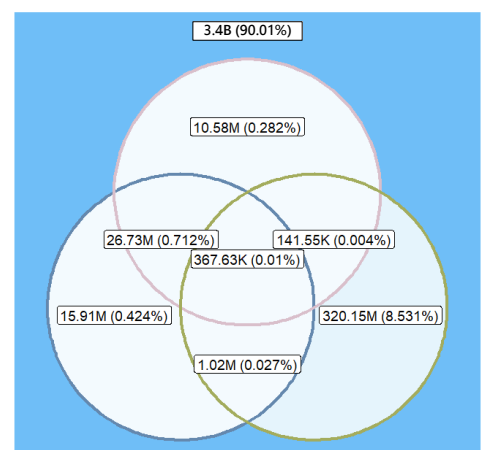 3.4B (90.01%)
10.58M (0.282%)
26.73M (0.712%)
141.55K (0.004%)
367.63K (0.01%)
15.91M (0.424%)
320.15M (8.531%)
1.02M (0.027%)